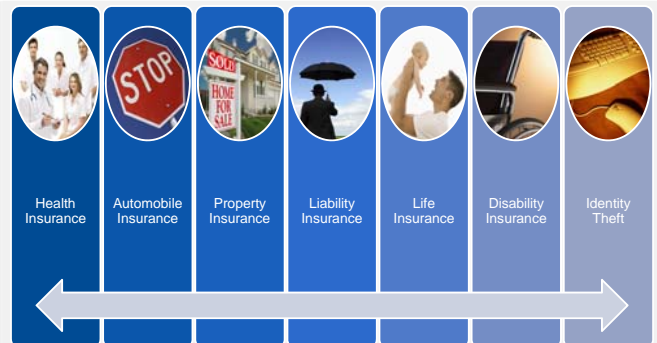 STOP
SOLD
HOME
FOR
SALE
Health
Insurance
Automobile
Insurance
Property
Insurance
Liability
Insurance
Life
Insurance
Disability
Insurance
Identity
Theft